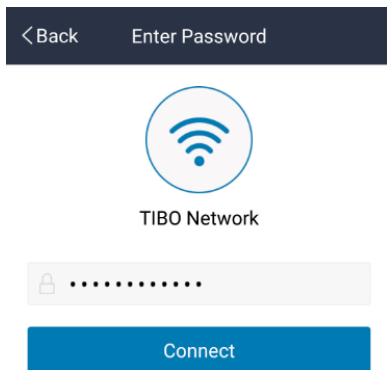 <Back Enter Password
TIBO Network
••••••••••••
Connect